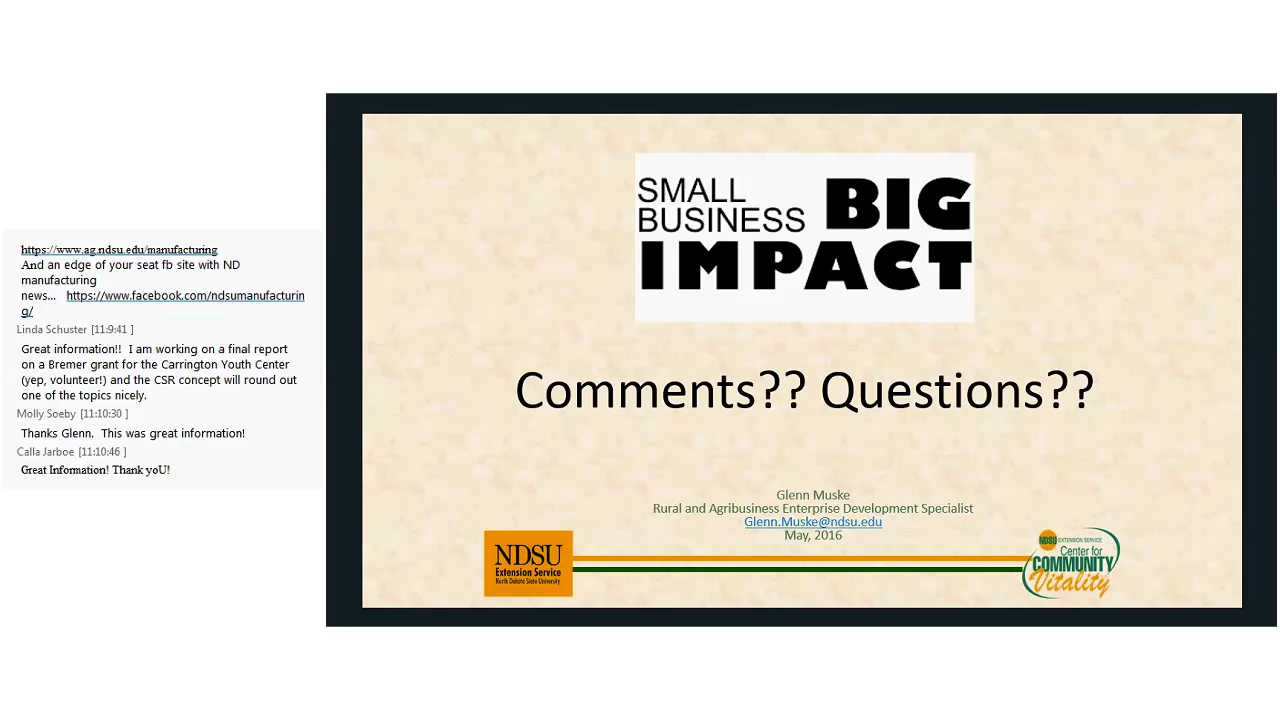 https://www.ag.ndsu.edu/manufacturing
And an edge of your seat fb site with ND
manufacturing
news... https://www.facebook.com/ndsumanufacturin
g/
Linda Schuster [11:9:41 ]
Great information!! I am working on a final report
on a Bremer grant for the Carrington Youth Center
(yep, volunteer!) and the CSR concept will round out
one of the topics nicely.
Molly Soeby [11:10:30 ]
Thanks Glenn. This was great information!
Calla Jarboe [11:10:46 ]
Great Information! Thank yoU!
SMALL
BUSINESS BIG
IMPACT
Comments?? Questions??
Glenn Muske
Rural and Agribusiness Enterprise Development Specialist
Glenn.Muske@ndsu.edu
May, 2016
NDSU
Extension Service
North Dakota State University
NDSU EXTENSION SERVICE
Center for
COMMUNITY
Vitality